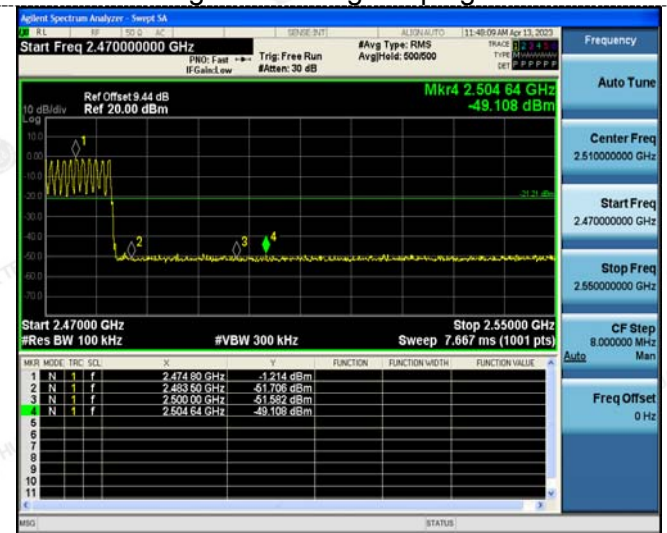 Agilent Spectrum Analyzer - Swept SA
RL RF 50 Ω AC SENSE:INT ALIGN AUTO 11:48:09 AM Apr 13, 2023
Start Freq 2.470000000 GHz
PNO: Fast
IFGain:Low
Trig: Free Run
#Atten: 30 dB
#Avg Type: RMS
Avg|Hold: 500/500
TRACE 1 2 3 4 5 6
TYPE M
DET P P P P P P
Frequency
Auto Tune
Center Freq
2.510000000 GHz
Start Freq
2.470000000 GHz
Stop Freq
2.550000000 GHz
CF Step
8.000000 MHz
Auto Man
Freq Offset
0 Hz
Mkr4 2.504 64 GHz
-49.108 dBm
Ref Offset 9.44 dB
10 dB/div Ref 20.00 dBm
Log
10.0
0.00
-10.0
-20.0
-30.0
-40.0
-50.0
-60.0
-70.0
1
2
3
4
-21.21 dBm
Start 2.47000 GHz Stop 2.55000 GHz
#Res BW 100 kHz #VBW 300 kHz Sweep 7.667 ms (1001 pts)
MKR MODE TRC SCL X Y FUNCTION FUNCTION WIDTH FUNCTION VALUE
1 N 1 f 2.474 80 GHz -1.214 dBm
2 N 1 f 2.483 50 GHz -51.706 dBm
3 N 1 f 2.500 00 GHz -51.582 dBm
4 N 1 f 2.504 64 GHz -49.108 dBm
5
6
7
8
9
10
11
MSG STATUS